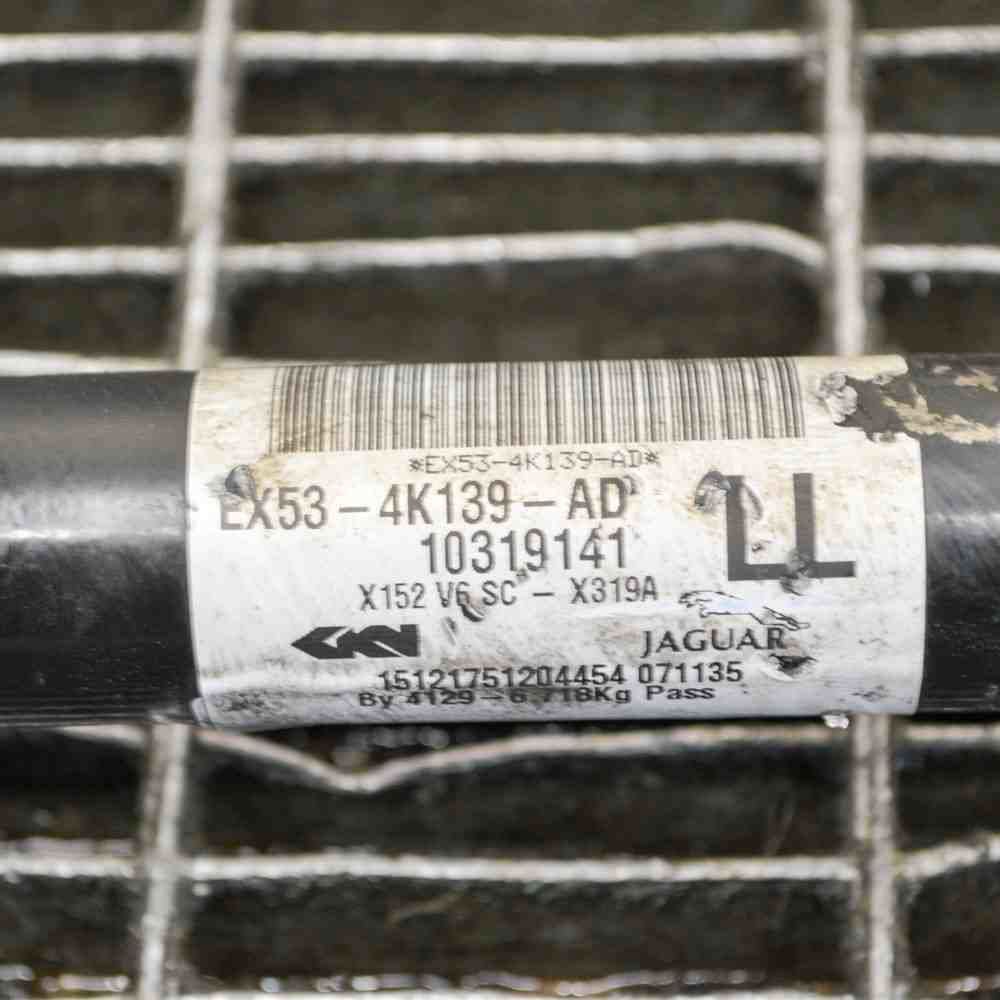 *EX53-4K139-AD*
EX53-4K139-AD
LL
10319141
X152 V6 SC - X319A
GKN
JAGUAR
15121751204454 071135
By 4129 - 6.718Kg Pass